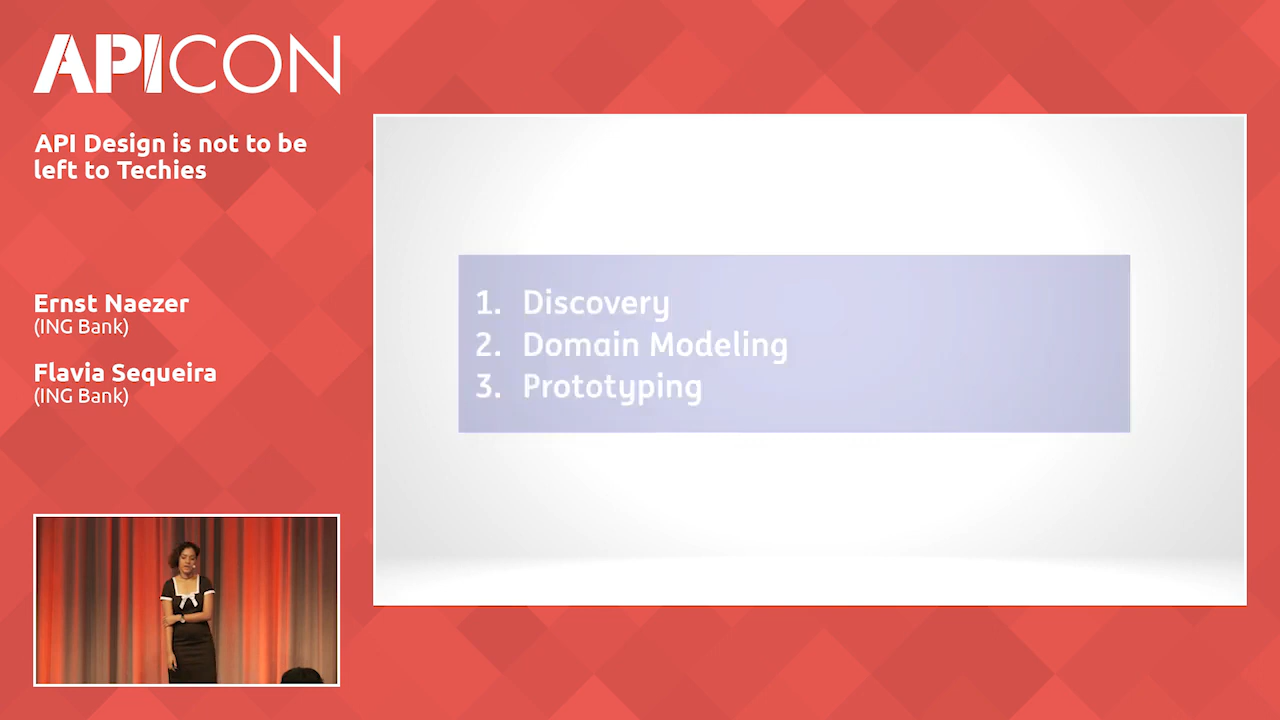 APICON
API Design is not to be
left to Techies
Ernst Naezer
(ING Bank)
Flavia Sequeira
(ING Bank)
1. Discovery
2. Domain Modeling
3. Prototyping